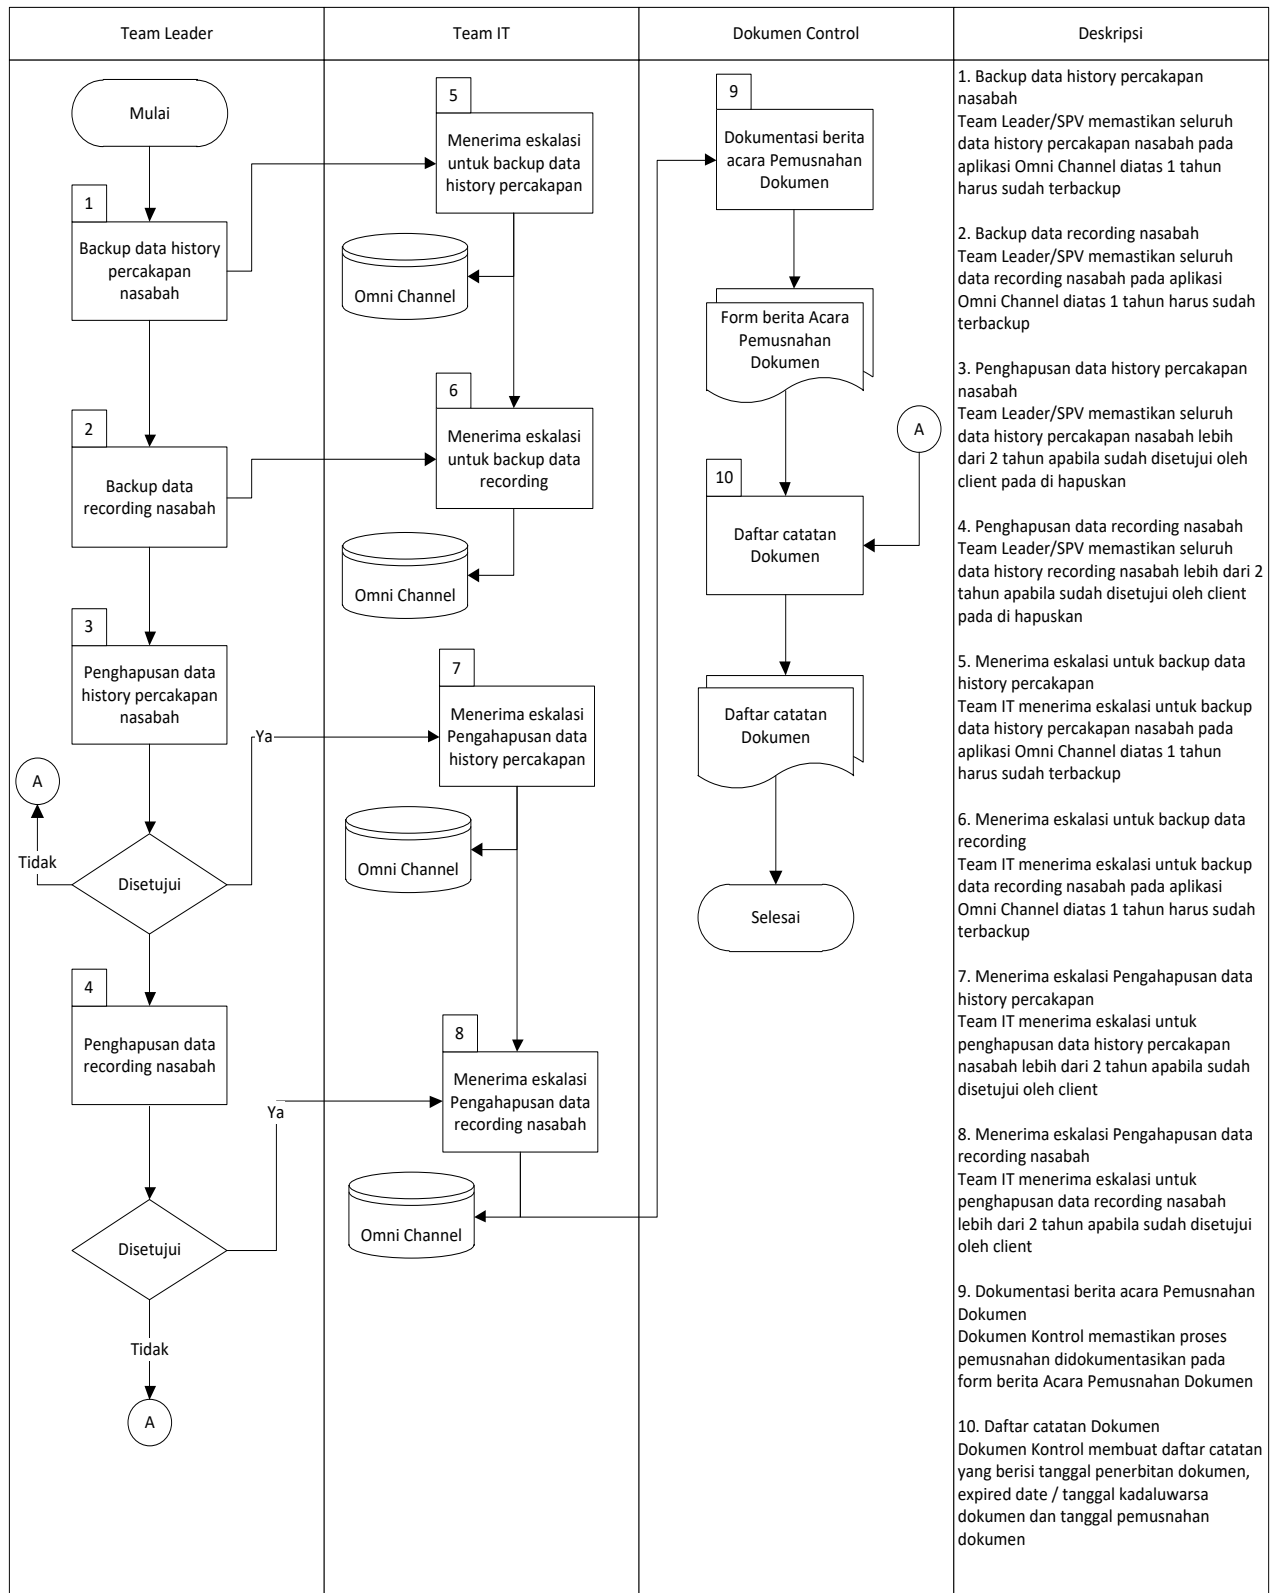 Team Leader
Team IT
Dokumen Control
Deskripsi
Mulai
1
Backup data history
percakapan
nasabah
2
Backup data
recording nasabah
3
Penghapusan data
history percakapan
nasabah
A
Tidak
Disetujui
Ya
4
Penghapusan data
recording nasabah
Ya
Disetujui
Tidak
A
5
Menerima eskalasi
untuk backup data
history percakapan
Omni Channel
6
Menerima eskalasi
untuk backup data
recording
Omni Channel
7
Menerima eskalasi
Pengahapusan data
history percakapan
Omni Channel
8
Menerima eskalasi
Pengahapusan data
recording nasabah
Omni Channel
9
Dokumentasi berita
acara Pemusnahan
Dokumen
Form berita Acara
Pemusnahan
Dokumen
A
10
Daftar catatan
Dokumen
Daftar catatan
Dokumen
Selesai
1. Backup data history percakapan
nasabah
Team Leader/SPV memastikan seluruh
data history percakapan nasabah pada
aplikasi Omni Channel diatas 1 tahun
harus sudah terbackup
2. Backup data recording nasabah
Team Leader/SPV memastikan seluruh
data recording nasabah pada aplikasi
Omni Channel diatas 1 tahun harus sudah
terbackup
3. Penghapusan data history percakapan
nasabah
Team Leader/SPV memastikan seluruh
data history percakapan nasabah lebih
dari 2 tahun apabila sudah disetujui oleh
client pada di hapuskan
4. Penghapusan data recording nasabah
Team Leader/SPV memastikan seluruh
data history recording nasabah lebih dari 2
tahun apabila sudah disetujui oleh client
pada di hapuskan
5. Menerima eskalasi untuk backup data
history percakapan
Team IT menerima eskalasi untuk backup
data history percakapan nasabah pada
aplikasi Omni Channel diatas 1 tahun
harus sudah terbackup
6. Menerima eskalasi untuk backup data
recording
Team IT menerima eskalasi untuk backup
data recording nasabah pada aplikasi
Omni Channel diatas 1 tahun harus sudah
terbackup
7. Menerima eskalasi Pengahapusan data
history percakapan
Team IT menerima eskalasi untuk
penghapusan data history percakapan
nasabah lebih dari 2 tahun apabila sudah
disetujui oleh client
8. Menerima eskalasi Pengahapusan data
recording nasabah
Team IT menerima eskalasi untuk
penghapusan data recording nasabah
lebih dari 2 tahun apabila sudah disetujui
oleh client
9. Dokumentasi berita acara Pemusnahan
Dokumen
Dokumen Kontrol memastikan proses
pemusnahan didokumentasikan pada
form berita Acara Pemusnahan Dokumen
10. Daftar catatan Dokumen
Dokumen Kontrol membuat daftar catatan
yang berisi tanggal penerbitan dokumen,
expired date / tanggal kadaluwarsa
dokumen dan tanggal pemusnahan
dokumen